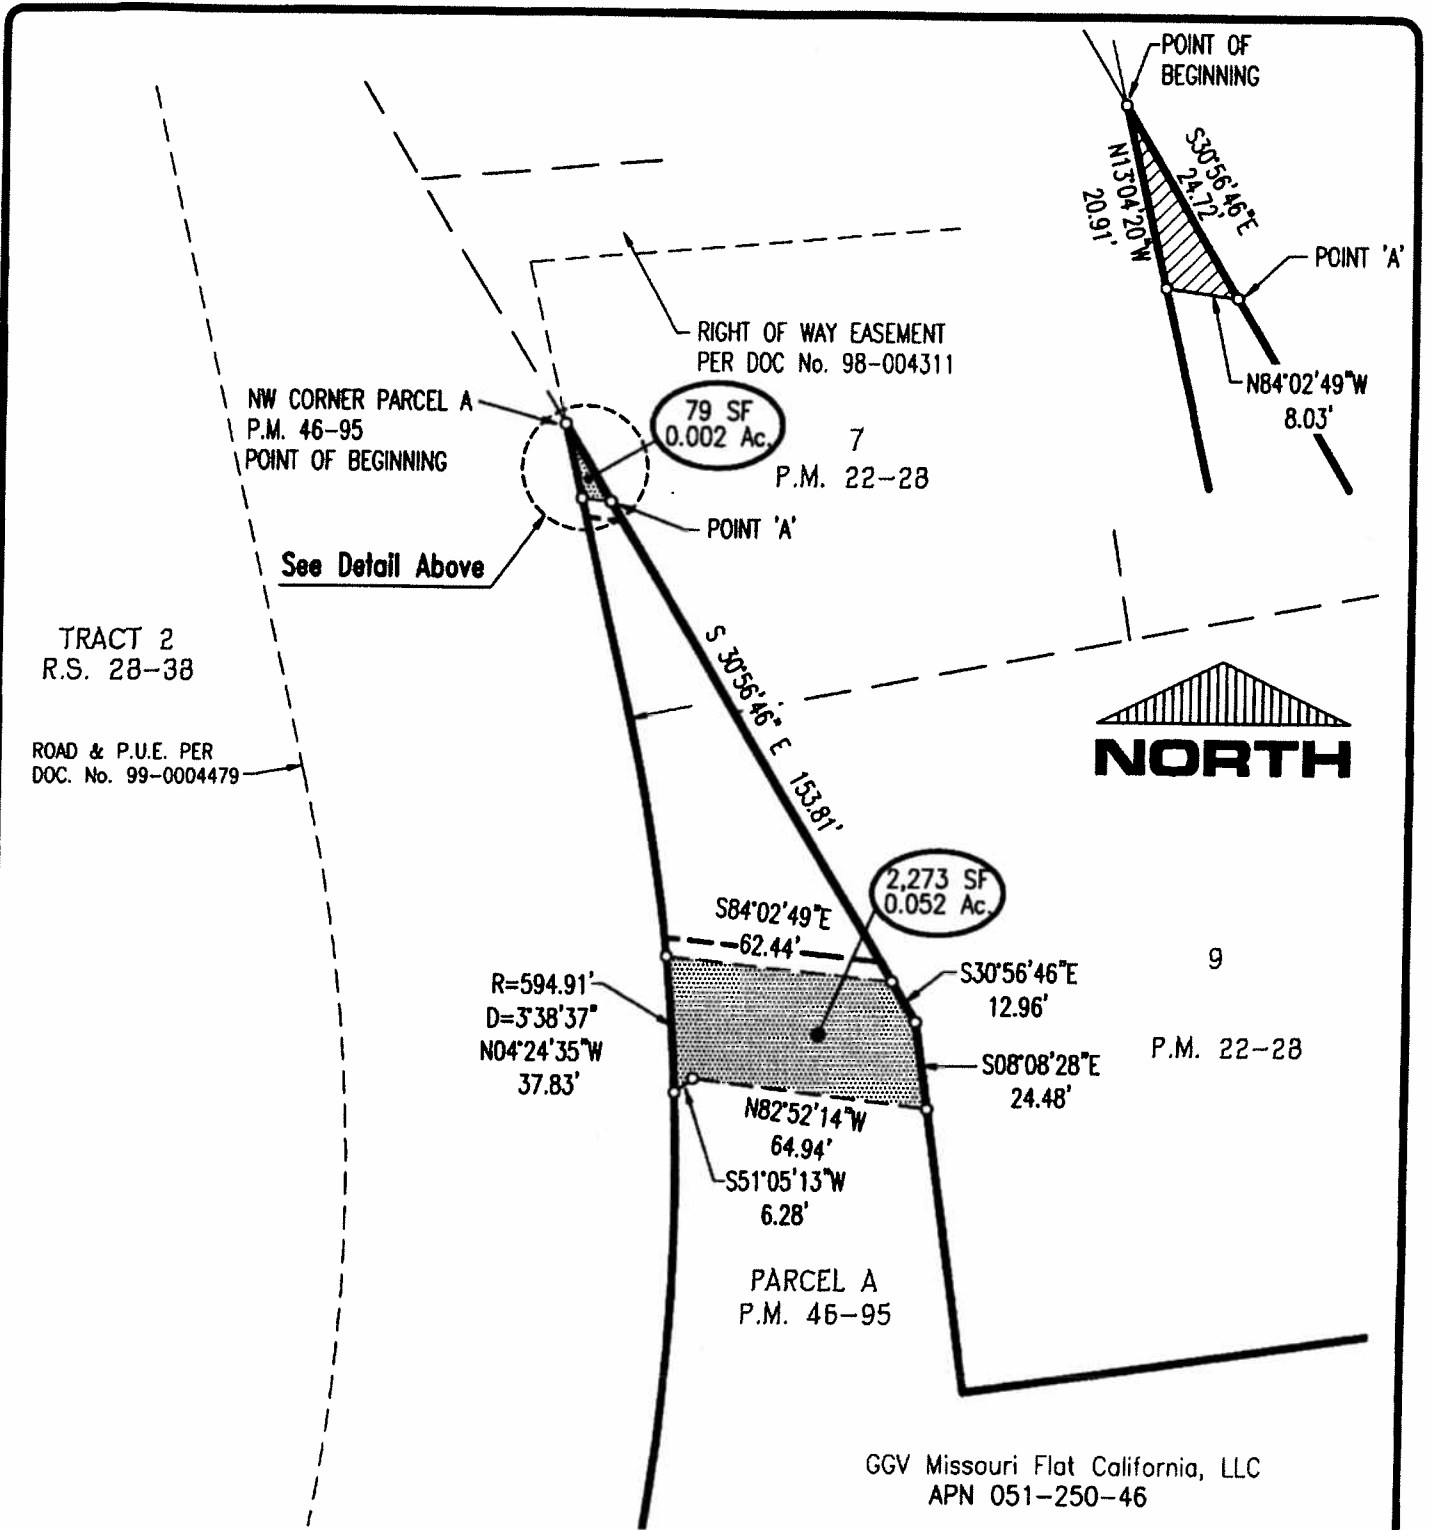 POINT OF
BEGINNING
S30°56'46"E
24.72'
N13°04'20"W
20.91'
POINT 'A'
N84°02'49"W
8.03'
RIGHT OF WAY EASEMENT
PER DOC No. 98-004311
NW CORNER PARCEL A
P.M. 46-95
POINT OF BEGINNING
79 SF
0.002 Ac.
7
P.M. 22-28
POINT 'A'
See Detail Above
TRACT 2
R.S. 28-38
S 30°56'46" E 153.81'
NORTH
ROAD & P.U.E. PER
DOC. No. 99-0004479
2,273 SF
0.052 Ac.
S84°02'49"E
62.44'
9
P.M. 22-28
S30°56'46"E
12.96'
R=594.91'
D=3°38'37"
N04°24'35"W
37.83'
S08°08'28"E
24.48'
N82°52'14"W
64.94'
S51°05'13"W
6.28'
PARCEL A
P.M. 46-95
GGV Missouri Flat California, LLC
APN 051-250-46